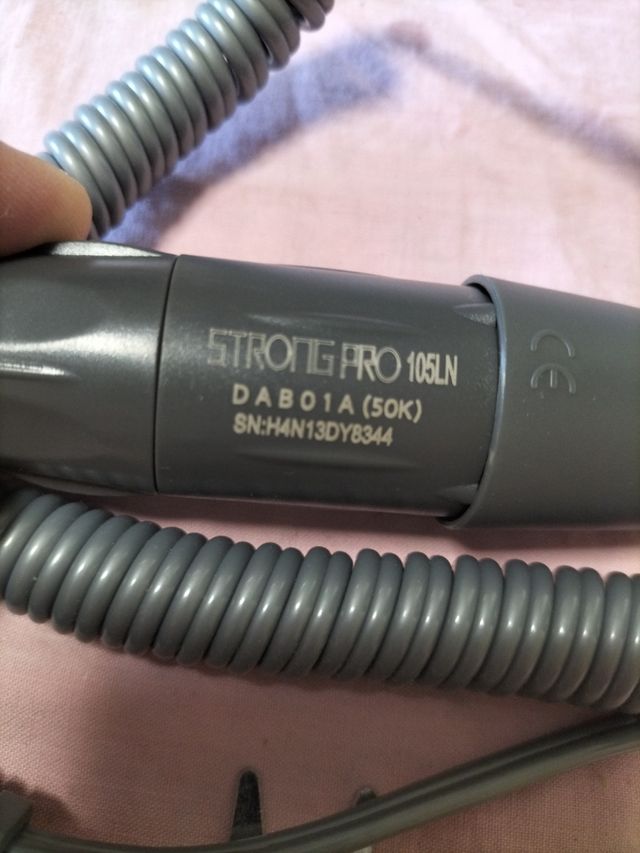 STRONG PRO 105LN
DAB01A (50K)
SN:H4N13DY8344
CE